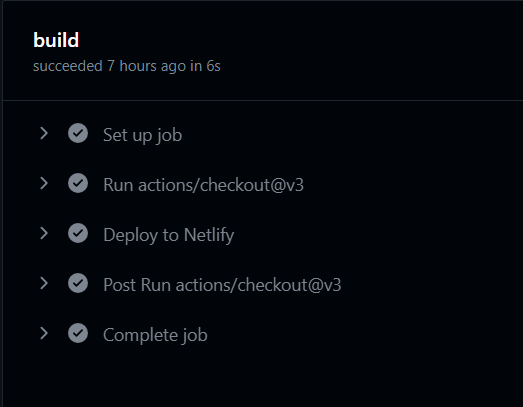 build
succeeded 7 hours ago in 6s
Set up job
Run actions/checkout@v3
Deploy to Netlify
Post Run actions/checkout@v3
Complete job